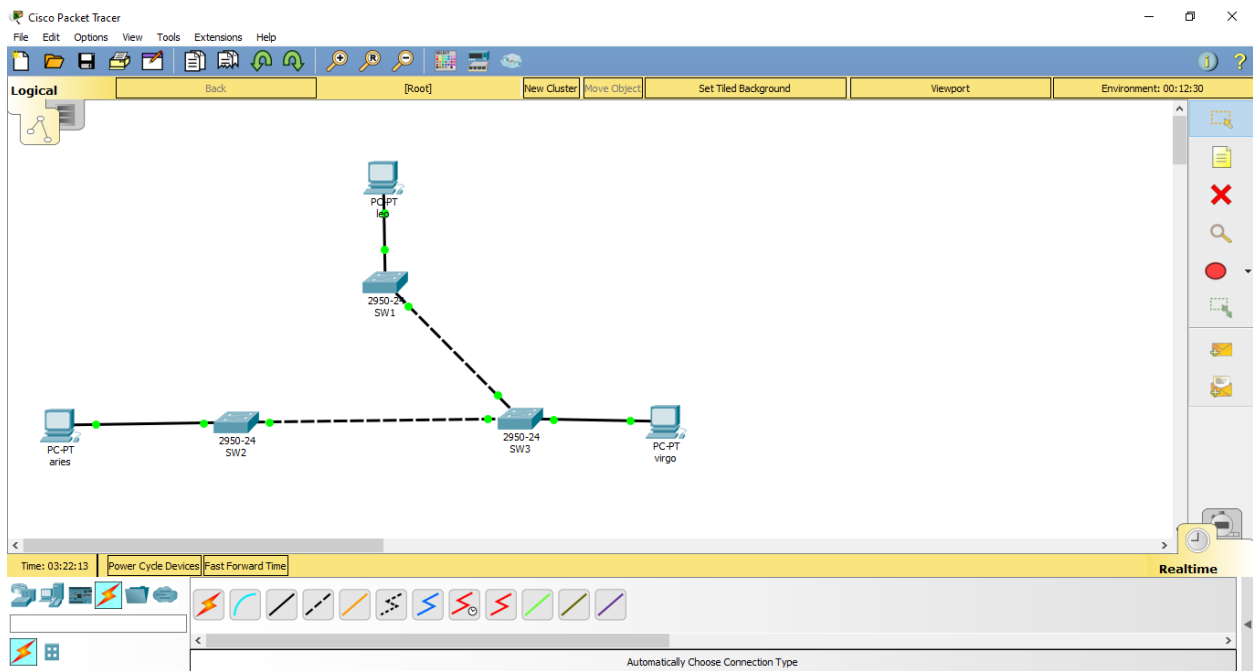 Cisco Packet Tracer
File Edit Options View Tools Extensions Help
Logical Back [Root] New Cluster Move Object Set Tiled Background Viewport Environment: 00:12:30
PC-PT
leo
2950-24
SW1
2950-24
SW2
2950-24
SW3
PC-PT
aries
PC-PT
virgo
Time: 03:22:13 Power Cycle Devices Fast Forward Time Realtime
Automatically Choose Connection Type